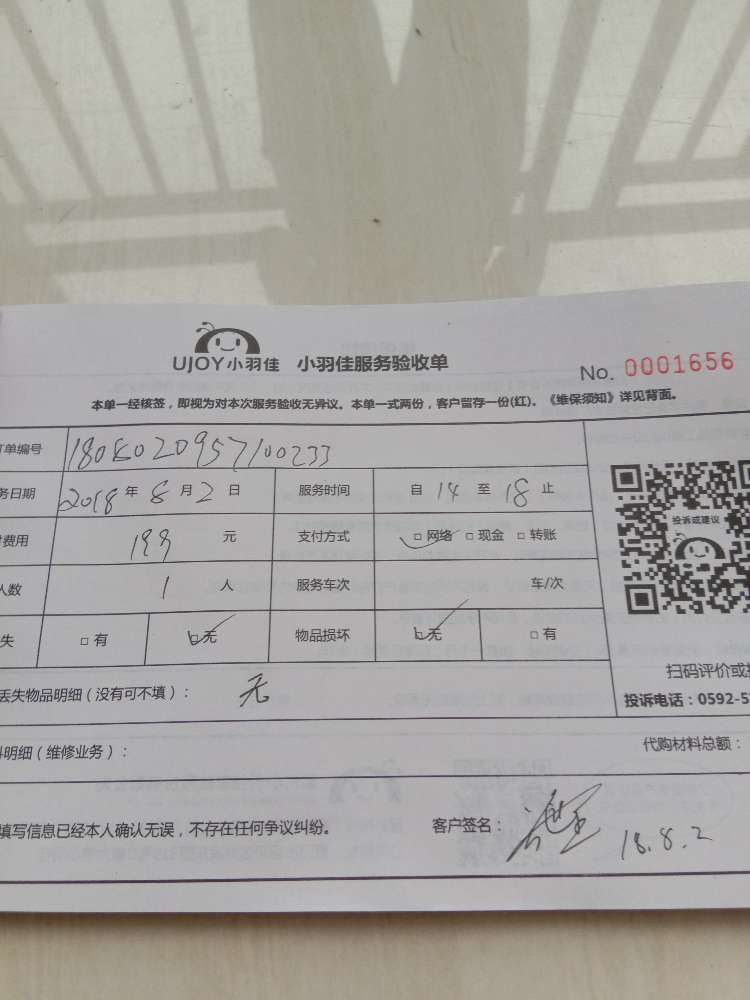 UJOY小羽佳 小羽佳服务验收单
No. 0001656
本单一经核签，即视为对本次服务验收无异议。本单一式两份，客户留存一份(红)。《维保须知》详见背面。
单编号 1808020957100233
务日期 2018年8月2日 服务时间 自14至18止
费用 199元 支付方式 □网络 □现金 □转账
人数 1人 服务车次 车/次
失 □有 □无 物品损坏 □无 □有
投诉或建议
扫码评价或
投诉电话：0592-5
丢失物品明细（没有可不填）： 无
明细（维修业务）： 代购材料总额：
填写信息已经本人确认无误，不存在任何争议纠纷。 客户签名： 18.8.2